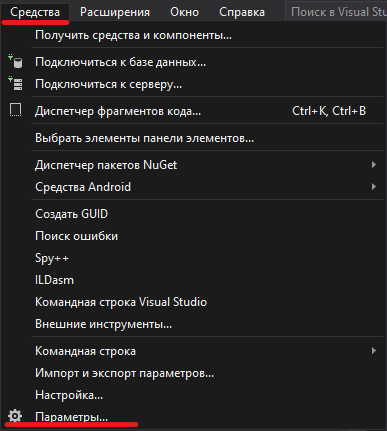 Средства Расширения Окно Справка Поиск в Visual Stu
Получить средства и компоненты...
Подключиться к базе данных...
Подключиться к серверу...
Диспетчер фрагментов кода... Ctrl+K, Ctrl+B
Выбрать элементы панели элементов...
Диспетчер пакетов NuGet
Средства Android
Создать GUID
Поиск ошибки
Spy++
ILDasm
Командная строка Visual Studio
Внешние инструменты...
Командная строка
Импорт и экспорт параметров...
Настройка...
Параметры...